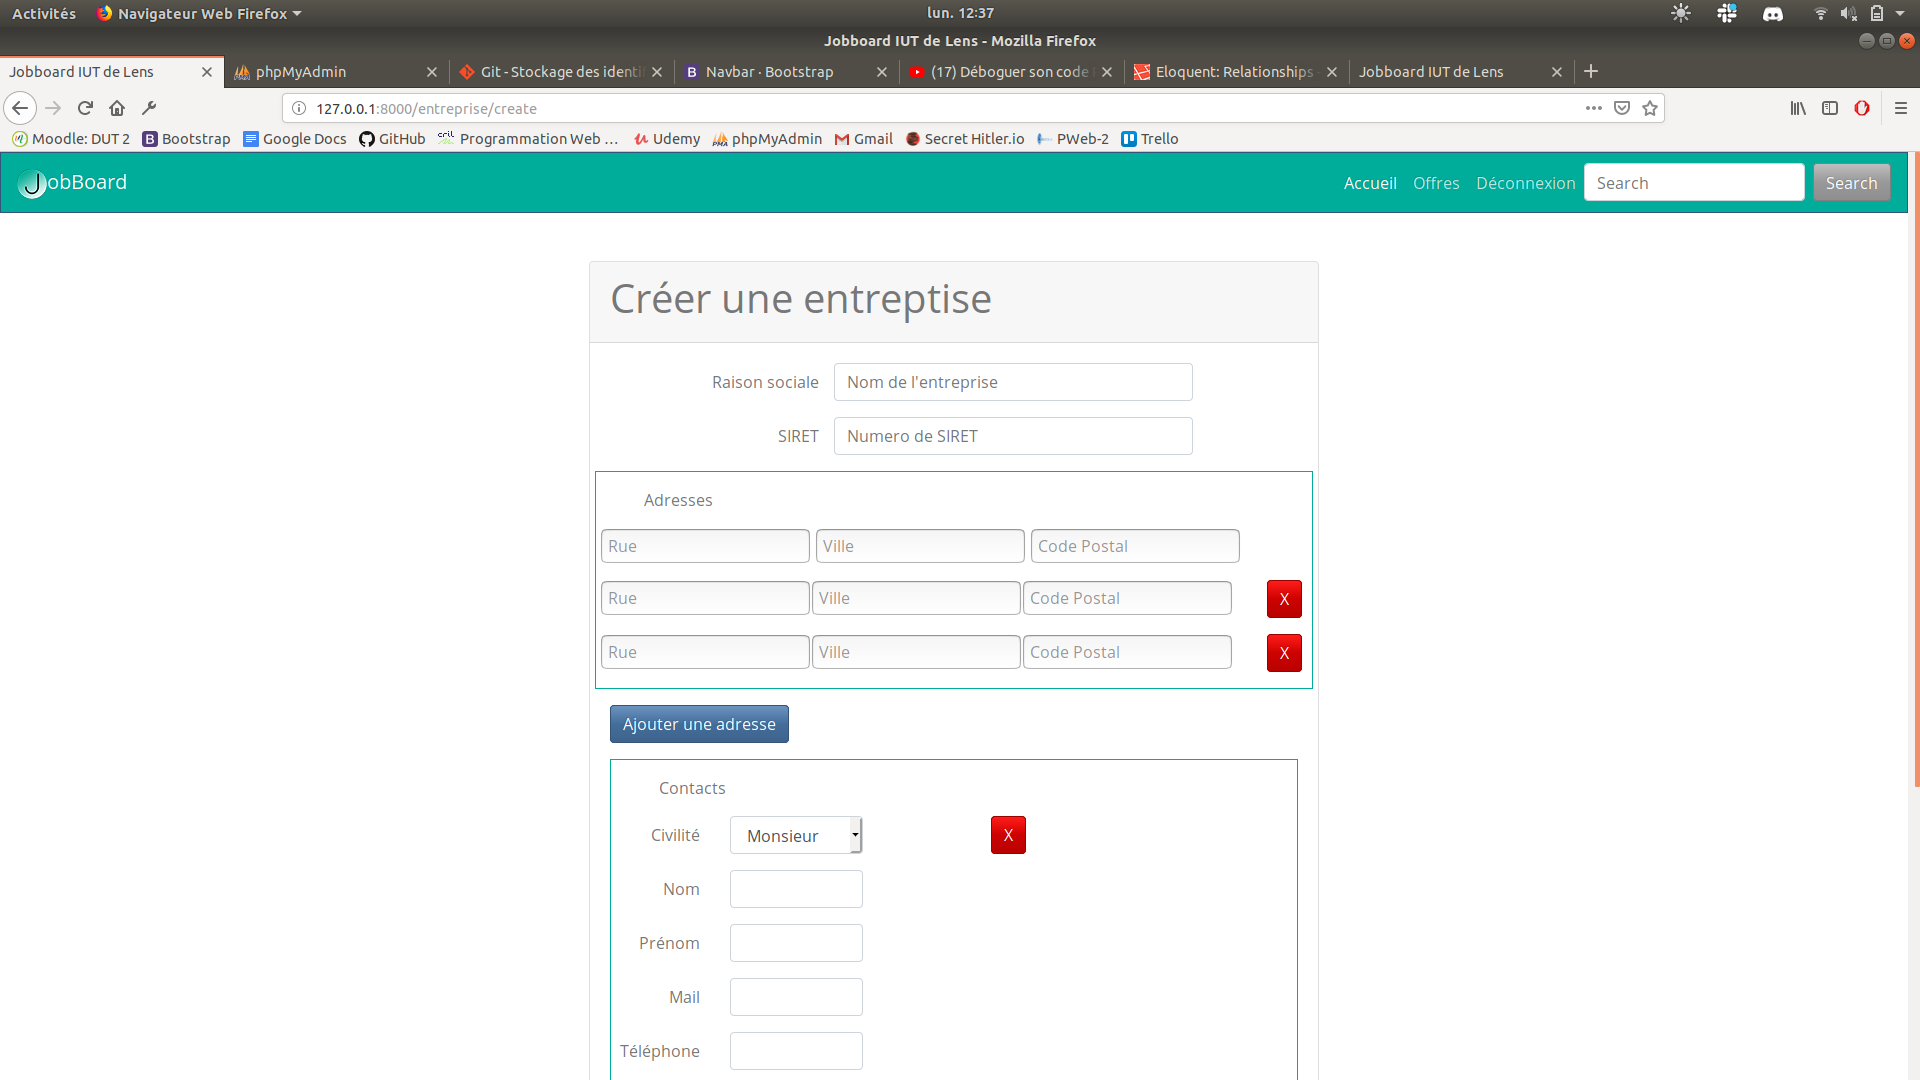 Activités Navigateur Web Firefox lun. 12:37
Jobboard IUT de Lens - Mozilla Firefox
Jobboard IUT de Lens phpMyAdmin Git - Stockage des identi Navbar · Bootstrap (17) Déboguer son code Eloquent: Relationships Jobboard IUT de Lens
127.0.0.1:8000/entreprise/create
Moodle: DUT 2 Bootstrap Google Docs GitHub cril Programmation Web ... Udemy phpMyAdmin Gmail Secret Hitler.io PWeb-2 Trello
JobBoard Accueil Offres Déconnexion Search Search
Créer une entreptise
Raison sociale Nom de l'entreprise
SIRET Numero de SIRET
Adresses
Rue Ville Code Postal
Rue Ville Code Postal X
Rue Ville Code Postal X
Ajouter une adresse
Contacts
Civilité Monsieur X
Nom
Prénom
Mail
Téléphone